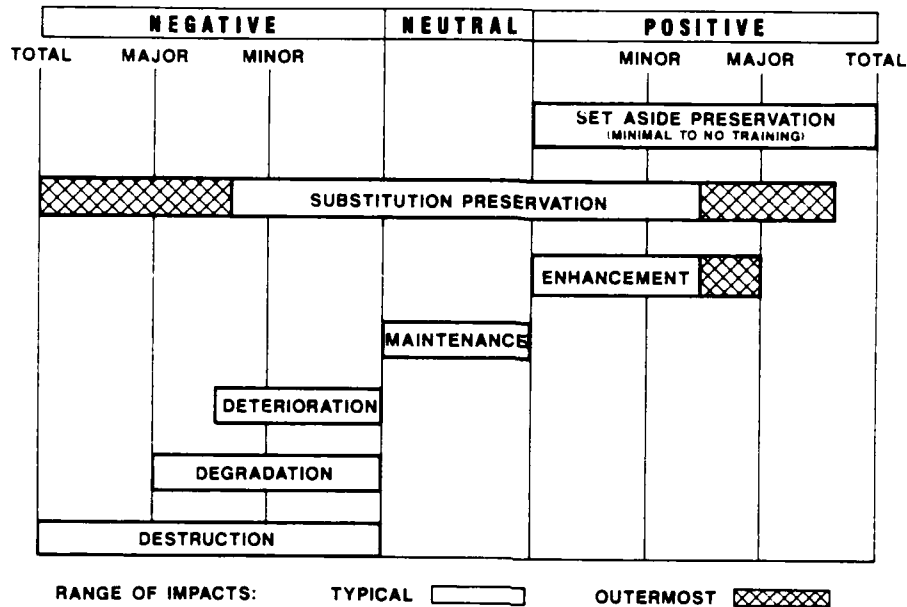 NEGATIVE NEUTRAL POSITIVE
TOTAL MAJOR MINOR MINOR MAJOR TOTAL
SET ASIDE PRESERVATION
(MINIMAL TO NO TRAINING)
SUBSTITUTION PRESERVATION
ENHANCEMENT
MAINTENANCE
DETERIORATION
DEGRADATION
DESTRUCTION
RANGE OF IMPACTS: TYPICAL OUTERMOST